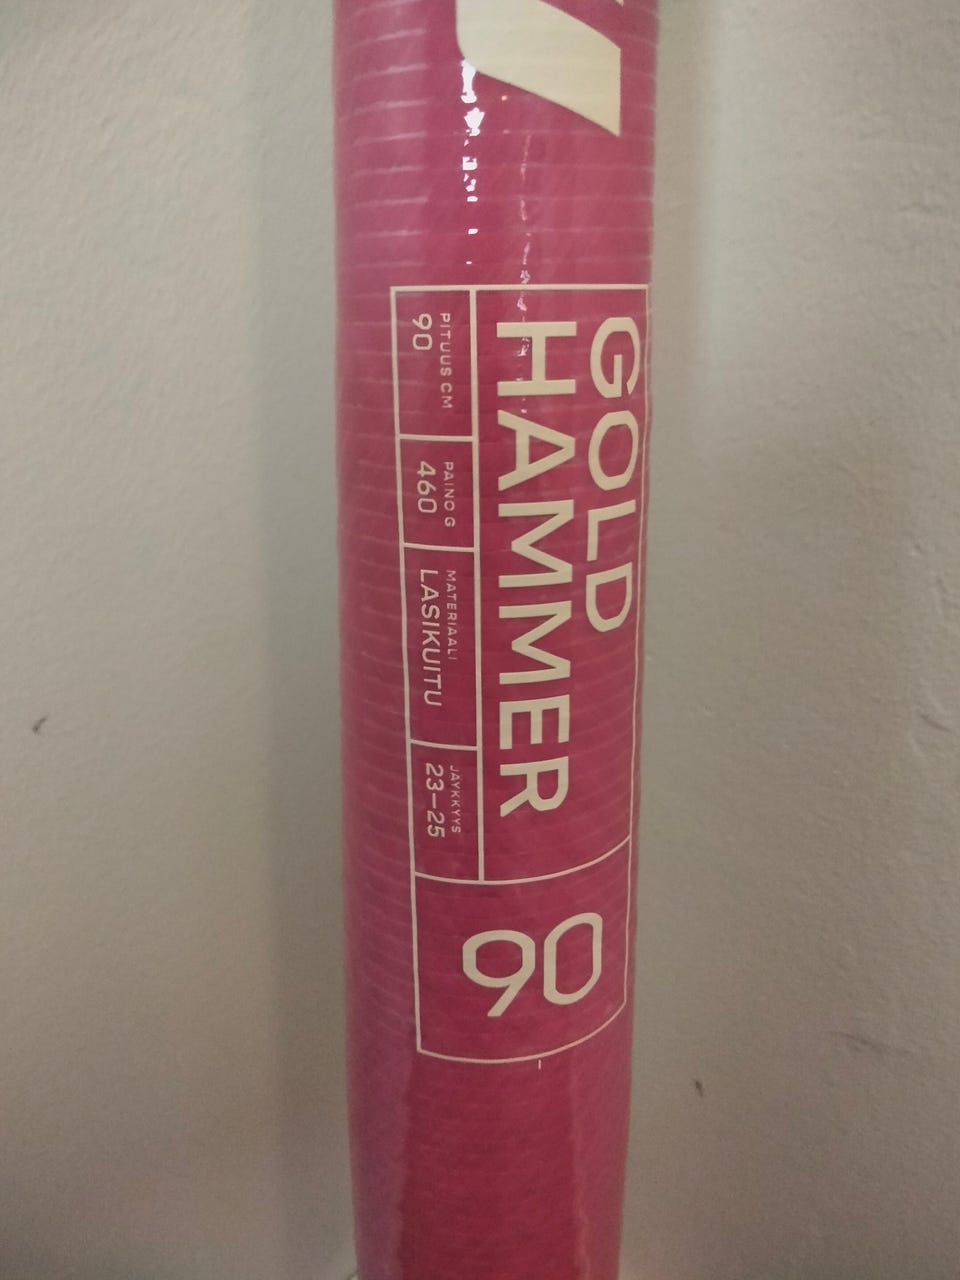 GOLD
HAMMER
PITUUS CM
90
PAINO G
460
MATERIAALI
LASIKUITU
JÄYKKYYS
23–25
90